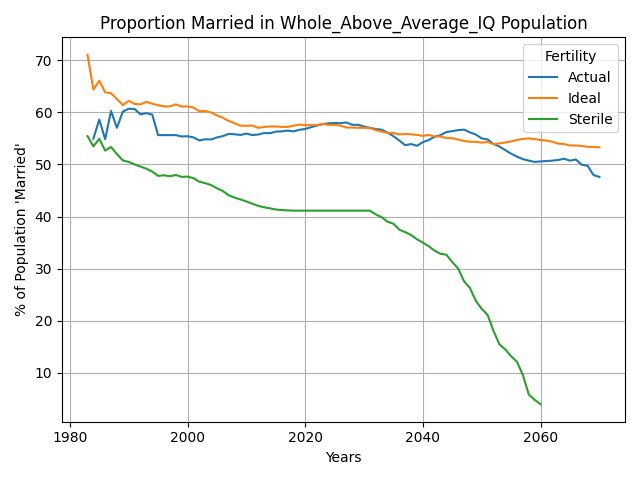 Proportion Married in Whole_Above_Average_IQ Population
% of Population 'Married'
70
60
50
40
30
20
10
1980
2000
2020
2040
2060
Years
Fertility
Actual
Ideal
Sterile